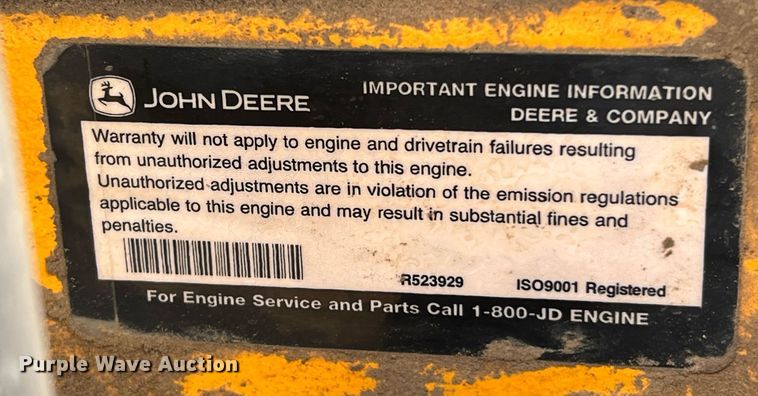 JOHN DEERE
IMPORTANT ENGINE INFORMATION
DEERE & COMPANY
Warranty will not apply to engine and drivetrain failures resulting
from unauthorized adjustments to this engine.
Unauthorized adjustments are in violation of the emission regulations
applicable to this engine and may result in substantial fines and
penalties.
R523929 ISO9001 Registered
For Engine Service and Parts Call 1-800-JD ENGINE
Purple Wave Auction